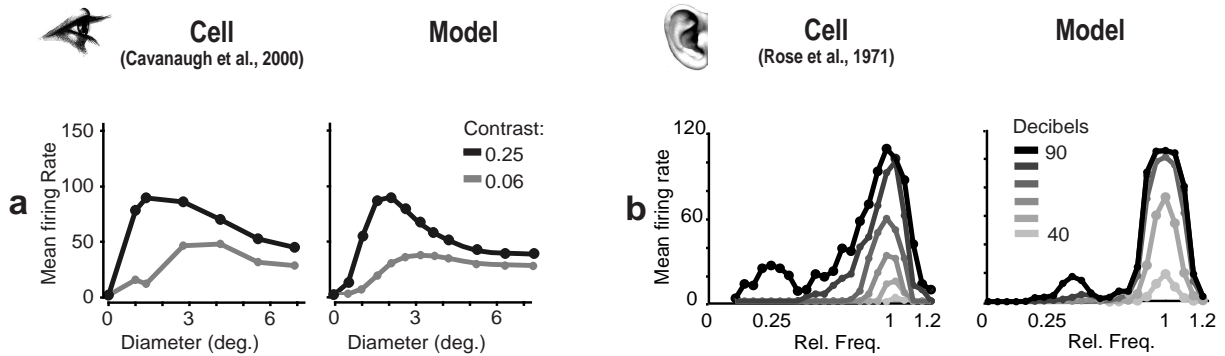 Cell
(Cavanaugh et al., 2000)
Model
Cell
(Rose et al., 1971)
Model
a
Mean firing Rate
150
100
50
0
0 3 6
Diameter (deg.)
Contrast:
0.25
0.06
0 3 6
Diameter (deg.)
b
Mean firing rate
120
60
0
0 0.25 1 1.2
Rel. Freq.
Decibels
90
40
0 0.25 1 1.2
Rel. Freq.